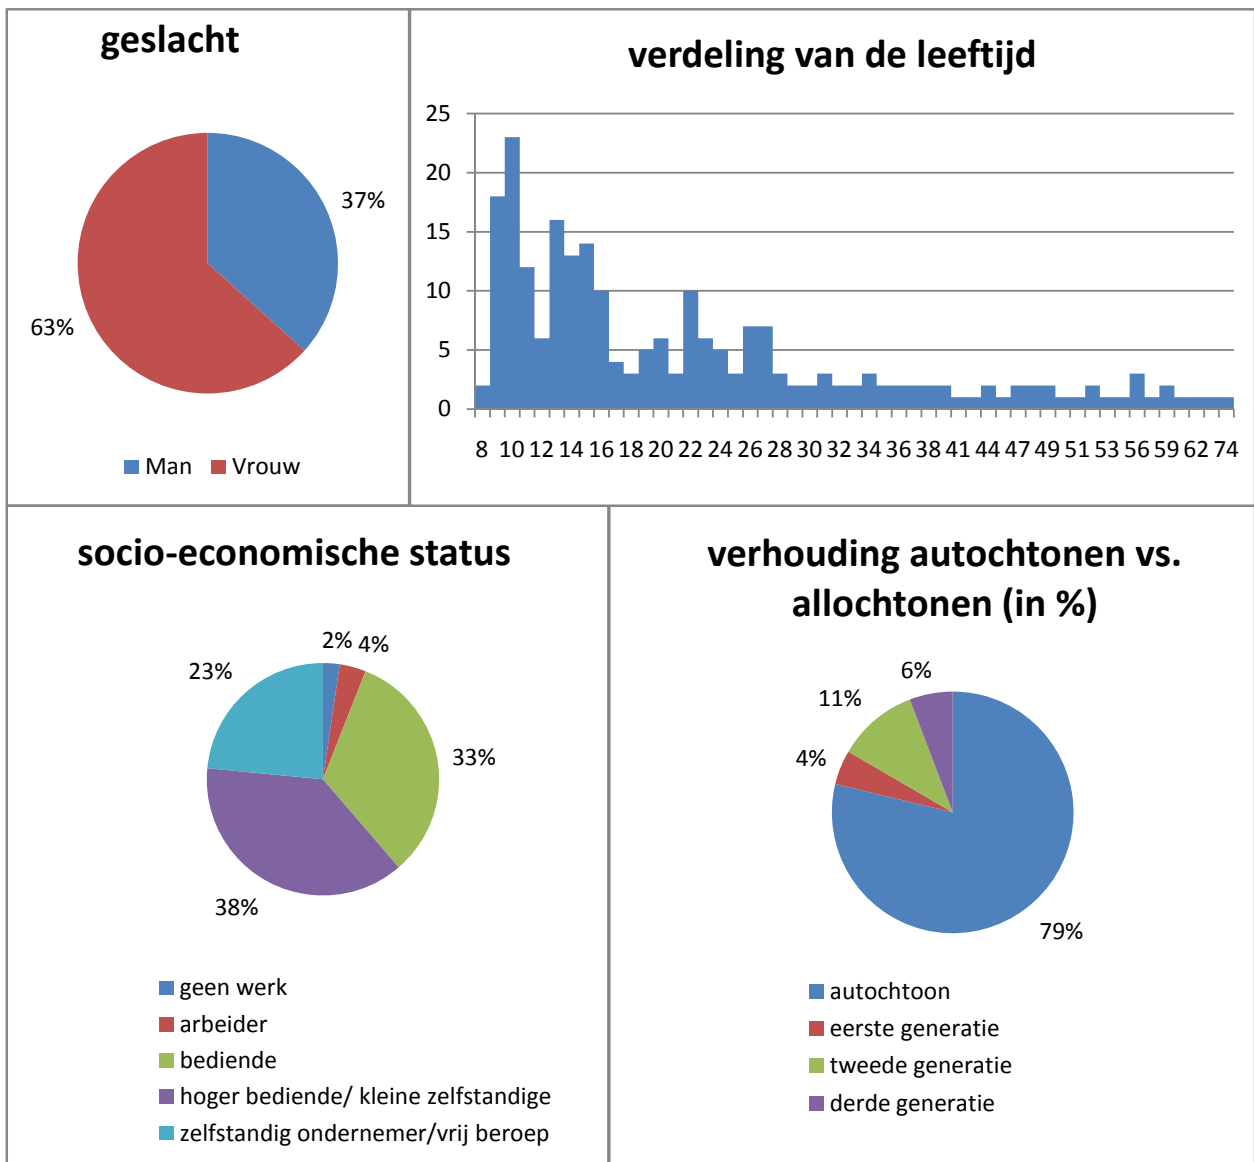 geslacht
37%
63%
Man Vrouw
verdeling van de leeftijd
25
20
15
10
5
0
8 10 12 14 16 18 20 22 24 26 28 30 32 34 36 38 41 44 47 49 51 53 56 59 62 74
socio-economische status
2% 4%
23%
33%
38%
geen werk
arbeider
bediende
hoger bediende/ kleine zelfstandige
zelfstandig ondernemer/vrij beroep
verhouding autochtonen vs.
allochtonen (in %)
6%
11%
4%
79%
autochtoon
eerste generatie
tweede generatie
derde generatie